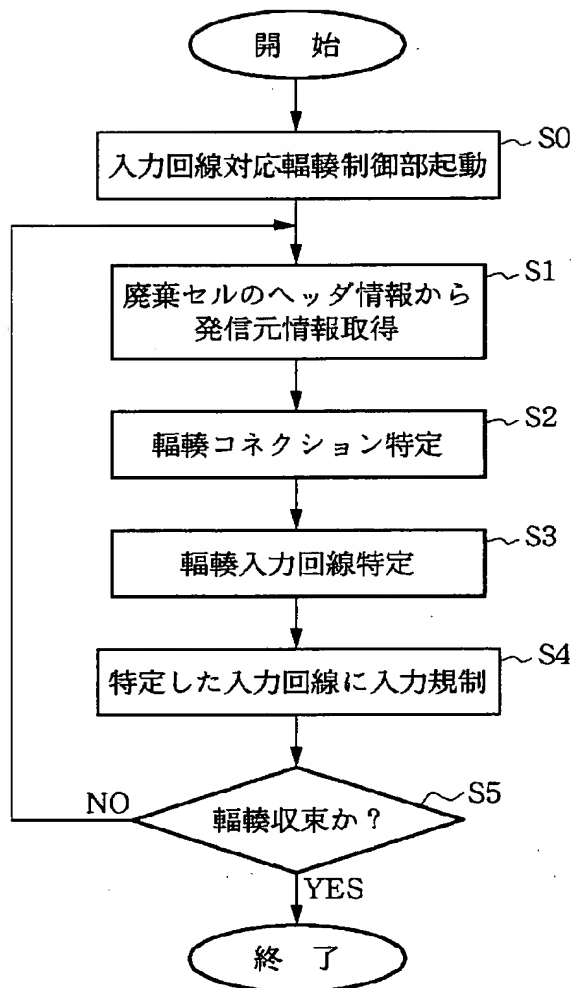 開 始
S0
入力回線対応輻輳制御部起動
S1
廃棄セルのヘッダ情報から
発信元情報取得
S2
輻輳コネクション特定
S3
輻輳入力回線特定
S4
特定した入力回線に入力規制
S5
輻輳収束か?
NO
YES
終 了